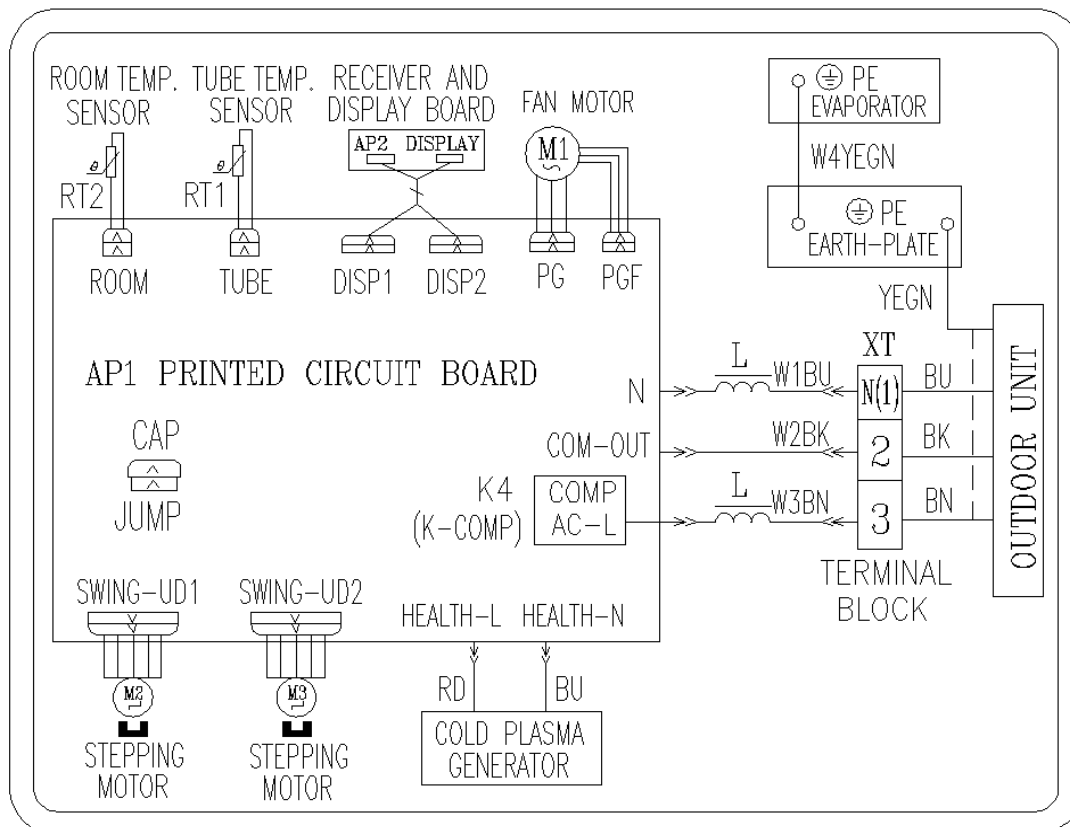 ROOM TEMP.
SENSOR
TUBE TEMP.
SENSOR
RECEIVER AND
DISPLAY BOARD
AP2 DISPLAY
FAN MOTOR
M1
PE
EVAPORATOR
W4YEGN
PE
EARTH-PLATE
YEGN
θ
RT2
θ
RT1
ROOM
TUBE
DISP1
DISP2
PG
PGF
AP1 PRINTED CIRCUIT BOARD
CAP
JUMP
N
COM-OUT
K4
(K-COMP)
COMP
AC-L
L
W1BU
W2BK
L
W3BN
XT
N(1)
2
3
BU
BK
BN
TERMINAL
BLOCK
OUTDOOR UNIT
SWING-UD1
SWING-UD2
HEALTH-L
HEALTH-N
M2
STEPPING
MOTOR
M3
STEPPING
MOTOR
RD
BU
COLD PLASMA
GENERATOR